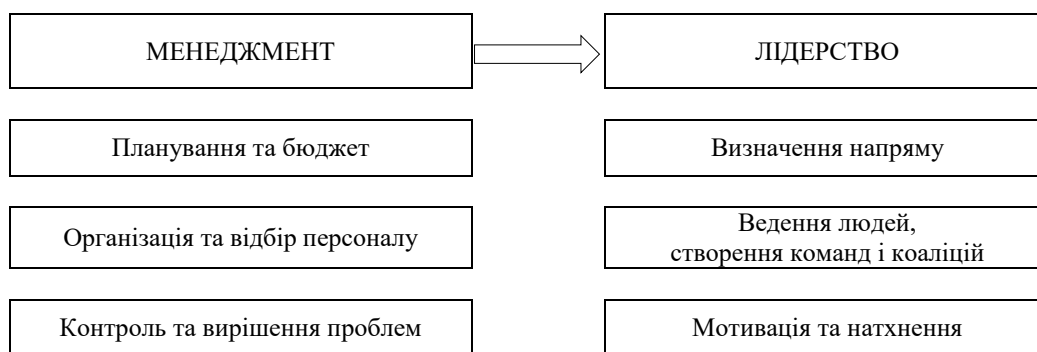 МЕНЕДЖМЕНТ
ЛІДЕРСТВО
Планування та бюджет
Визначення напряму
Організація та відбір персоналу
Ведення людей,
створення команд і коаліцій
Контроль та вирішення проблем
Мотивація та натхнення